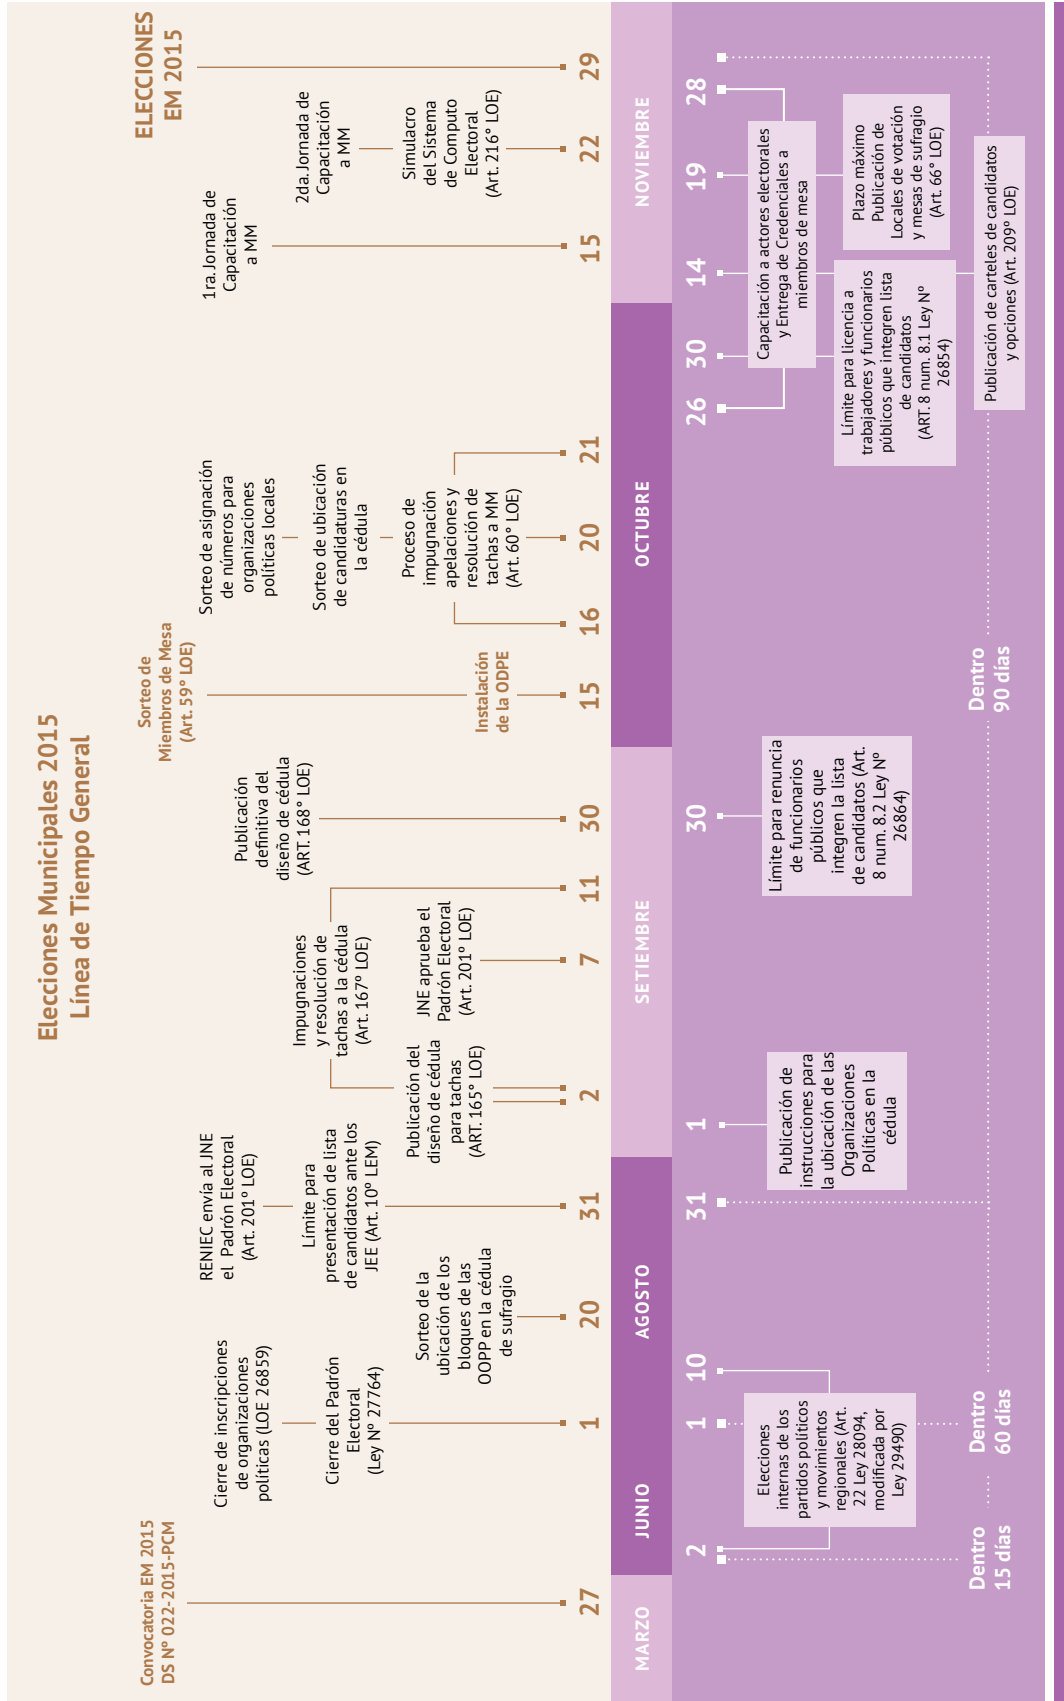 Elecciones Municipales 2015
Línea de Tiempo General
Convocatoria EM 2015
DS Nº 022-2015-PCM
27
Cierre de inscripciones
de organizaciones
políticas (LOE 26859)
Cierre del Padrón
Electoral
(Ley Nº 27764)
1
Sorteo de la
ubicación de los
bloques de las
OOPP en la cédula
de sufragio
20
RENIEC envía al JNE
el Padrón Electoral
(Art. 201º LOE)
Límite para
presentación de lista
de candidatos ante los
JEE (Art. 10º LEM)
31
Publicación del
diseño de cédula
para tachas
(ART. 165° LOE)
2
Impugnaciones
y resolución de
tachas a la cédula
(Art. 167º LOE)
JNE aprueba el
Padrón Electoral
(Art. 201º LOE)
7
11
Publicación
definitiva del
diseño de cédula
(ART. 168° LOE)
30
Sorteo de
Miembros de Mesa
(Art. 59° LOE)
Instalación
de la ODPE
15
16
Sorteo de asignación
de números para
organizaciones
políticas locales
Sorteo de ubicación
de candidaturas en
la cédula
Proceso de
impugnación
apelaciones y
resolución de
tachas a MM
(Art. 60° LOE)
20
21
1ra. Jornada de
Capacitación
a MM
15
2da. Jornada de
Capacitación
a MM
Simulacro
del Sistema
de Computo
Electoral
(Art. 216° LOE)
22
ELECCIONES
EM 2015
29
MARZO
JUNIO
AGOSTO
SETIEMBRE
OCTUBRE
NOVIEMBRE
2
1
10
Elecciones
internas de los
partidos políticos
y movimientos
regionales (Art.
22 Ley 28094,
modificada por
Ley 29490)
31
1
Publicación de
instrucciones para
la ubicación de las
Organizaciones
Políticas en la
cédula
30
Límite para renuncia
de funcionarios
públicos que
integren la lista
de candidatos (Art.
8 num. 8.2 Ley Nº
26864)
26
30
14
19
28
Capacitación a actores electorales
y Entrega de Credenciales a
miembros de mesa
Límite para licencia a
trabajadores y funcionarios
públicos que integren lista
de candidatos
(ART. 8 num. 8.1 Ley Nº
26854)
Plazo máximo
Publicación de
Locales de votación
y mesas de sufragio
(Art. 66° LOE)
Publicación de carteles de candidatos
y opciones (Art. 209º LOE)
Dentro
15 días
Dentro
60 días
Dentro
90 días